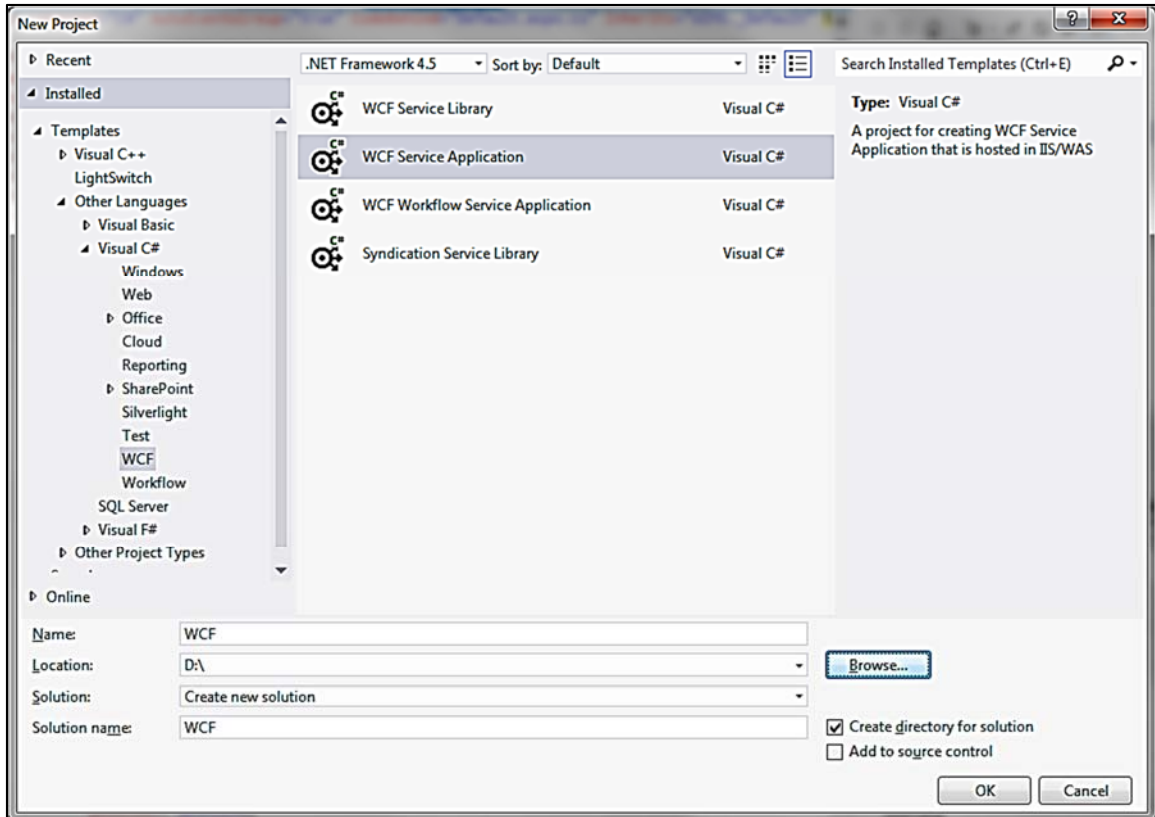 New Project
Recent
.NET Framework 4.5
Sort by: Default
Search Installed Templates (Ctrl+E)
Installed
Templates
Visual C++
LightSwitch
Other Languages
Visual Basic
Visual C#
Windows
Web
Office
Cloud
Reporting
SharePoint
Silverlight
Test
WCF
Workflow
SQL Server
Visual F#
Other Project Types
Online
C# WCF Service Library Visual C#
C# WCF Service Application Visual C#
C# WCF Workflow Service Application Visual C#
C# Syndication Service Library Visual C#
Type: Visual C#
A project for creating WCF Service
Application that is hosted in IIS/WAS
Name: WCF
Location: D:\
Browse...
Solution: Create new solution
Solution name: WCF
Create directory for solution
Add to source control
OK
Cancel